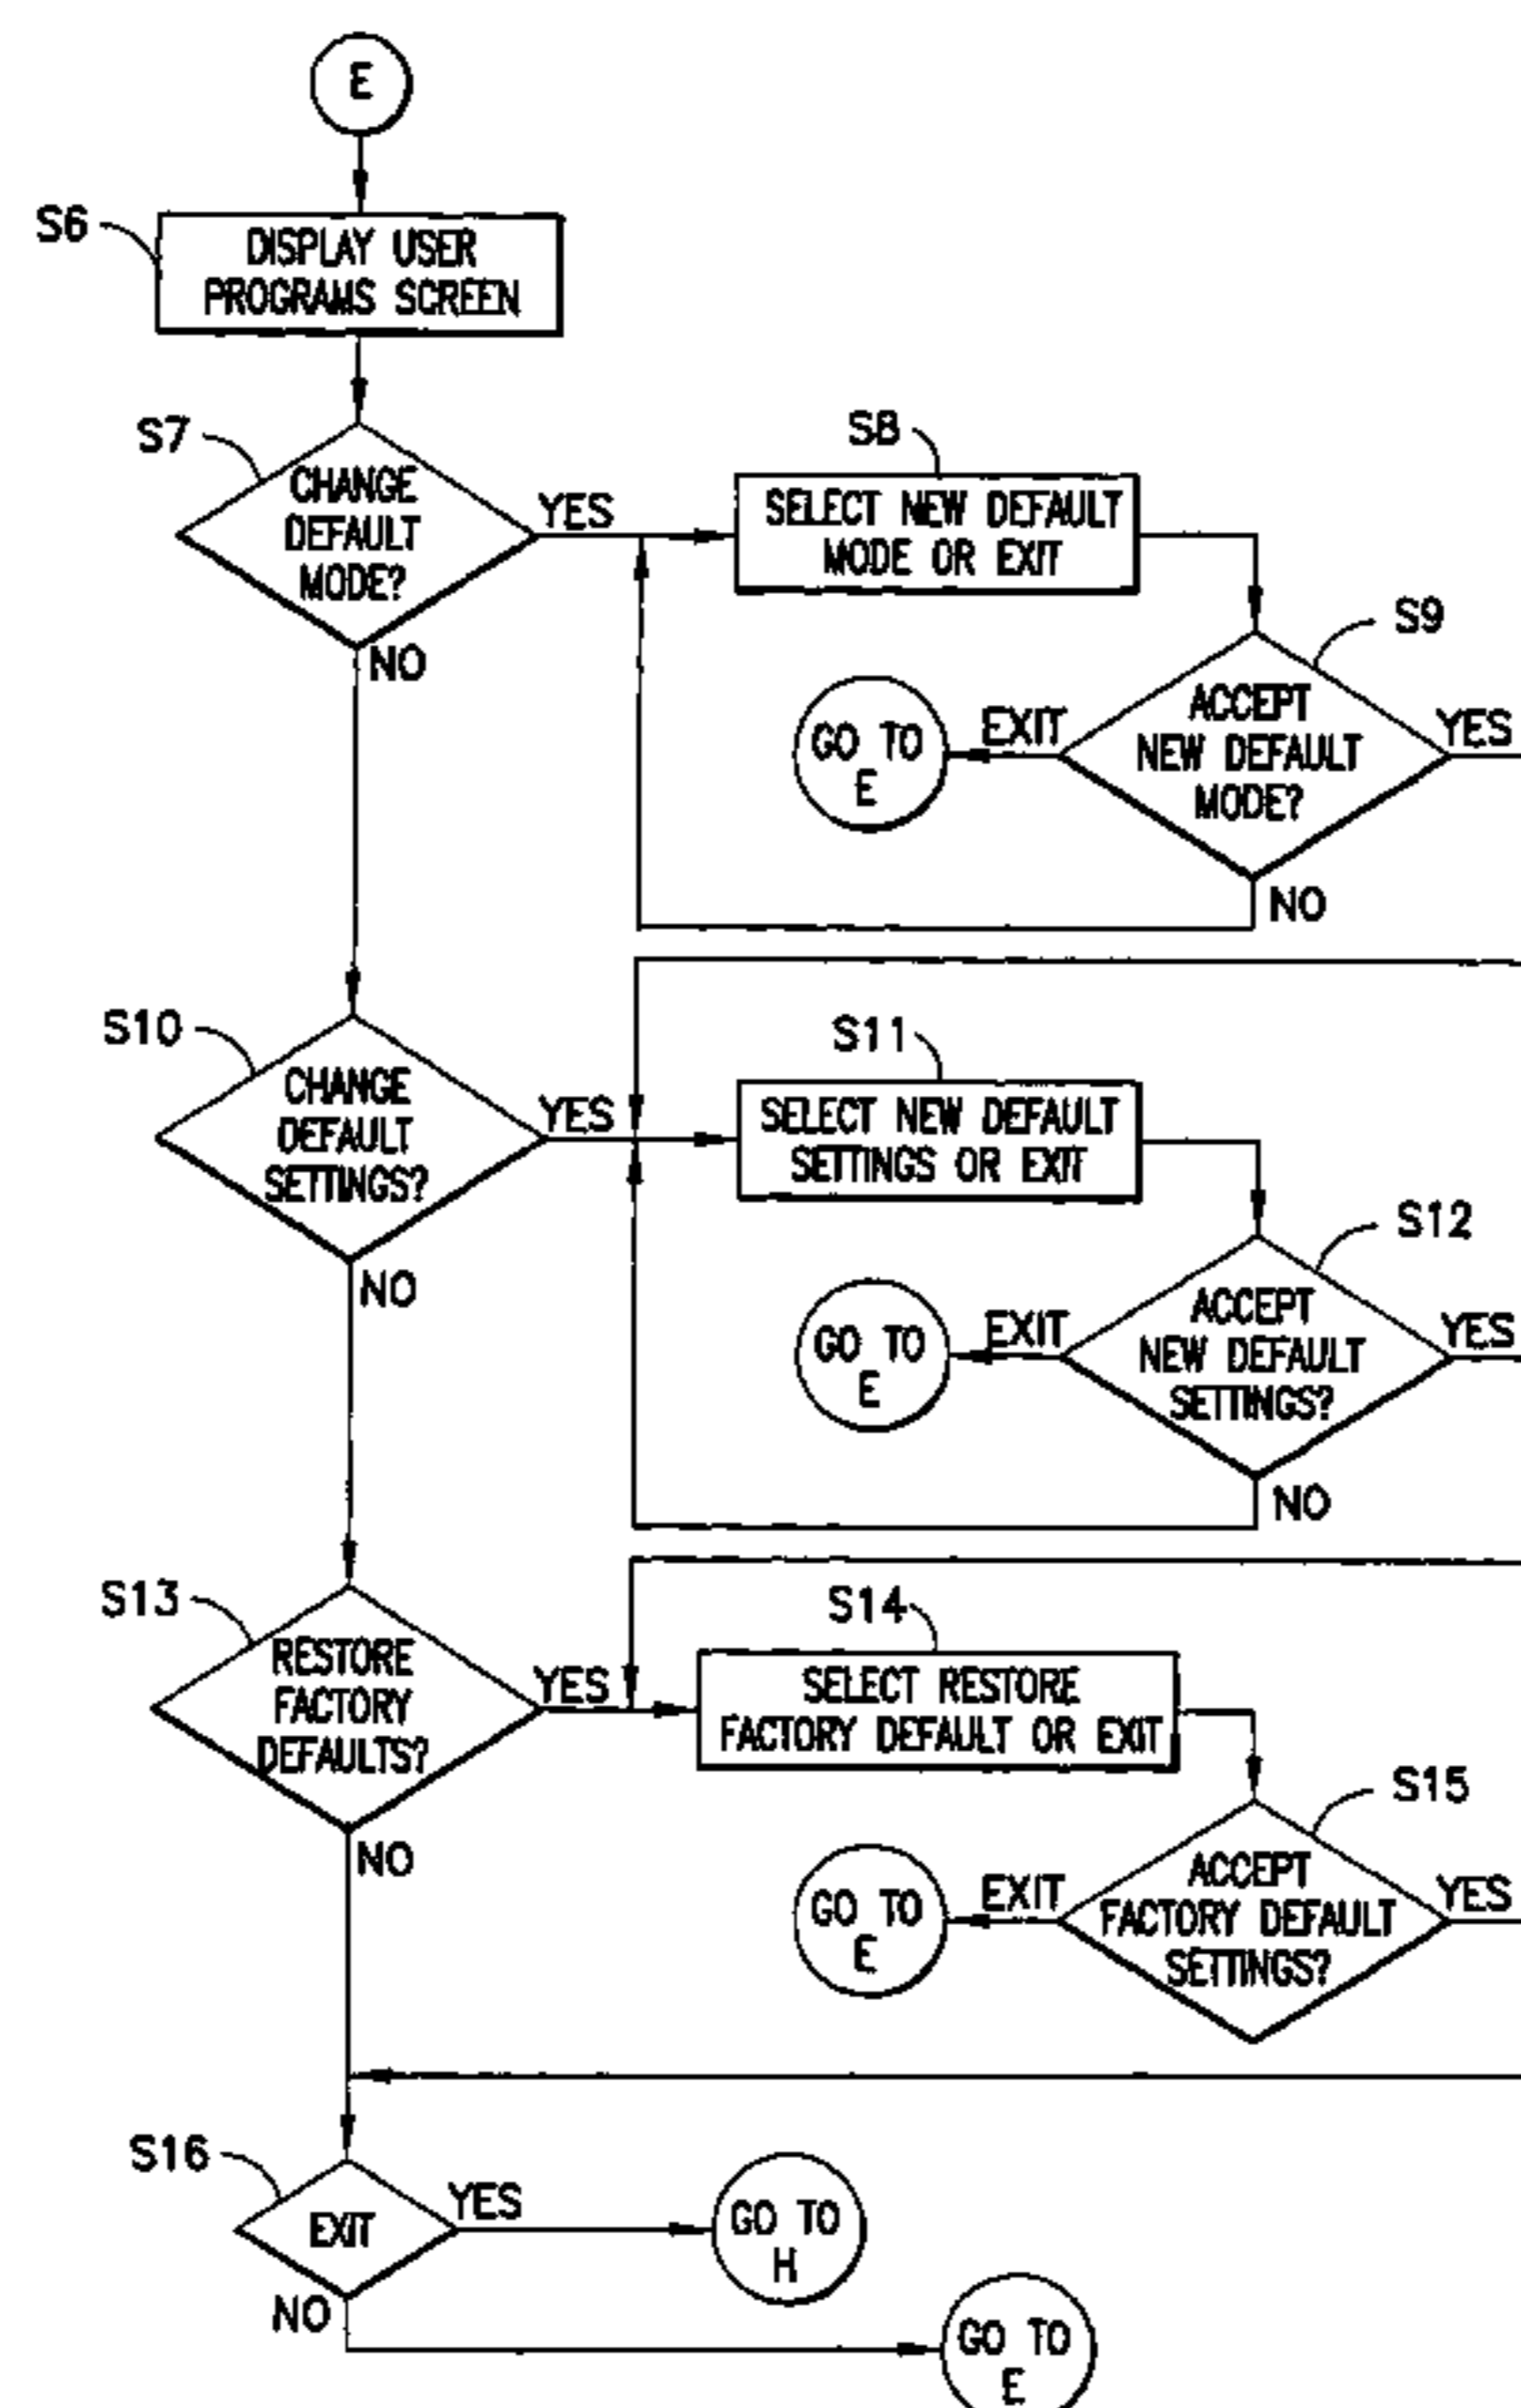 E
S6
DISPLAY USER
PROGRAMS SCREEN
S7
CHANGE
DEFAULT
MODE?
YES
NO
S8
SELECT NEW DEFAULT
MODE OR EXIT
S9
ACCEPT
NEW DEFAULT
MODE?
EXIT
YES
NO
GO TO
E
S10
CHANGE
DEFAULT
SETTINGS?
YES
NO
S11
SELECT NEW DEFAULT
SETTINGS OR EXIT
S12
ACCEPT
NEW DEFAULT
SETTINGS?
EXIT
YES
NO
GO TO
E
S13
RESTORE
FACTORY
DEFAULTS?
YES
NO
S14
SELECT RESTORE
FACTORY DEFAULT OR EXIT
S15
ACCEPT
FACTORY DEFAULT
SETTINGS?
EXIT
YES
GO TO
E
S16
EXIT
YES
NO
GO TO
H
GO TO
E